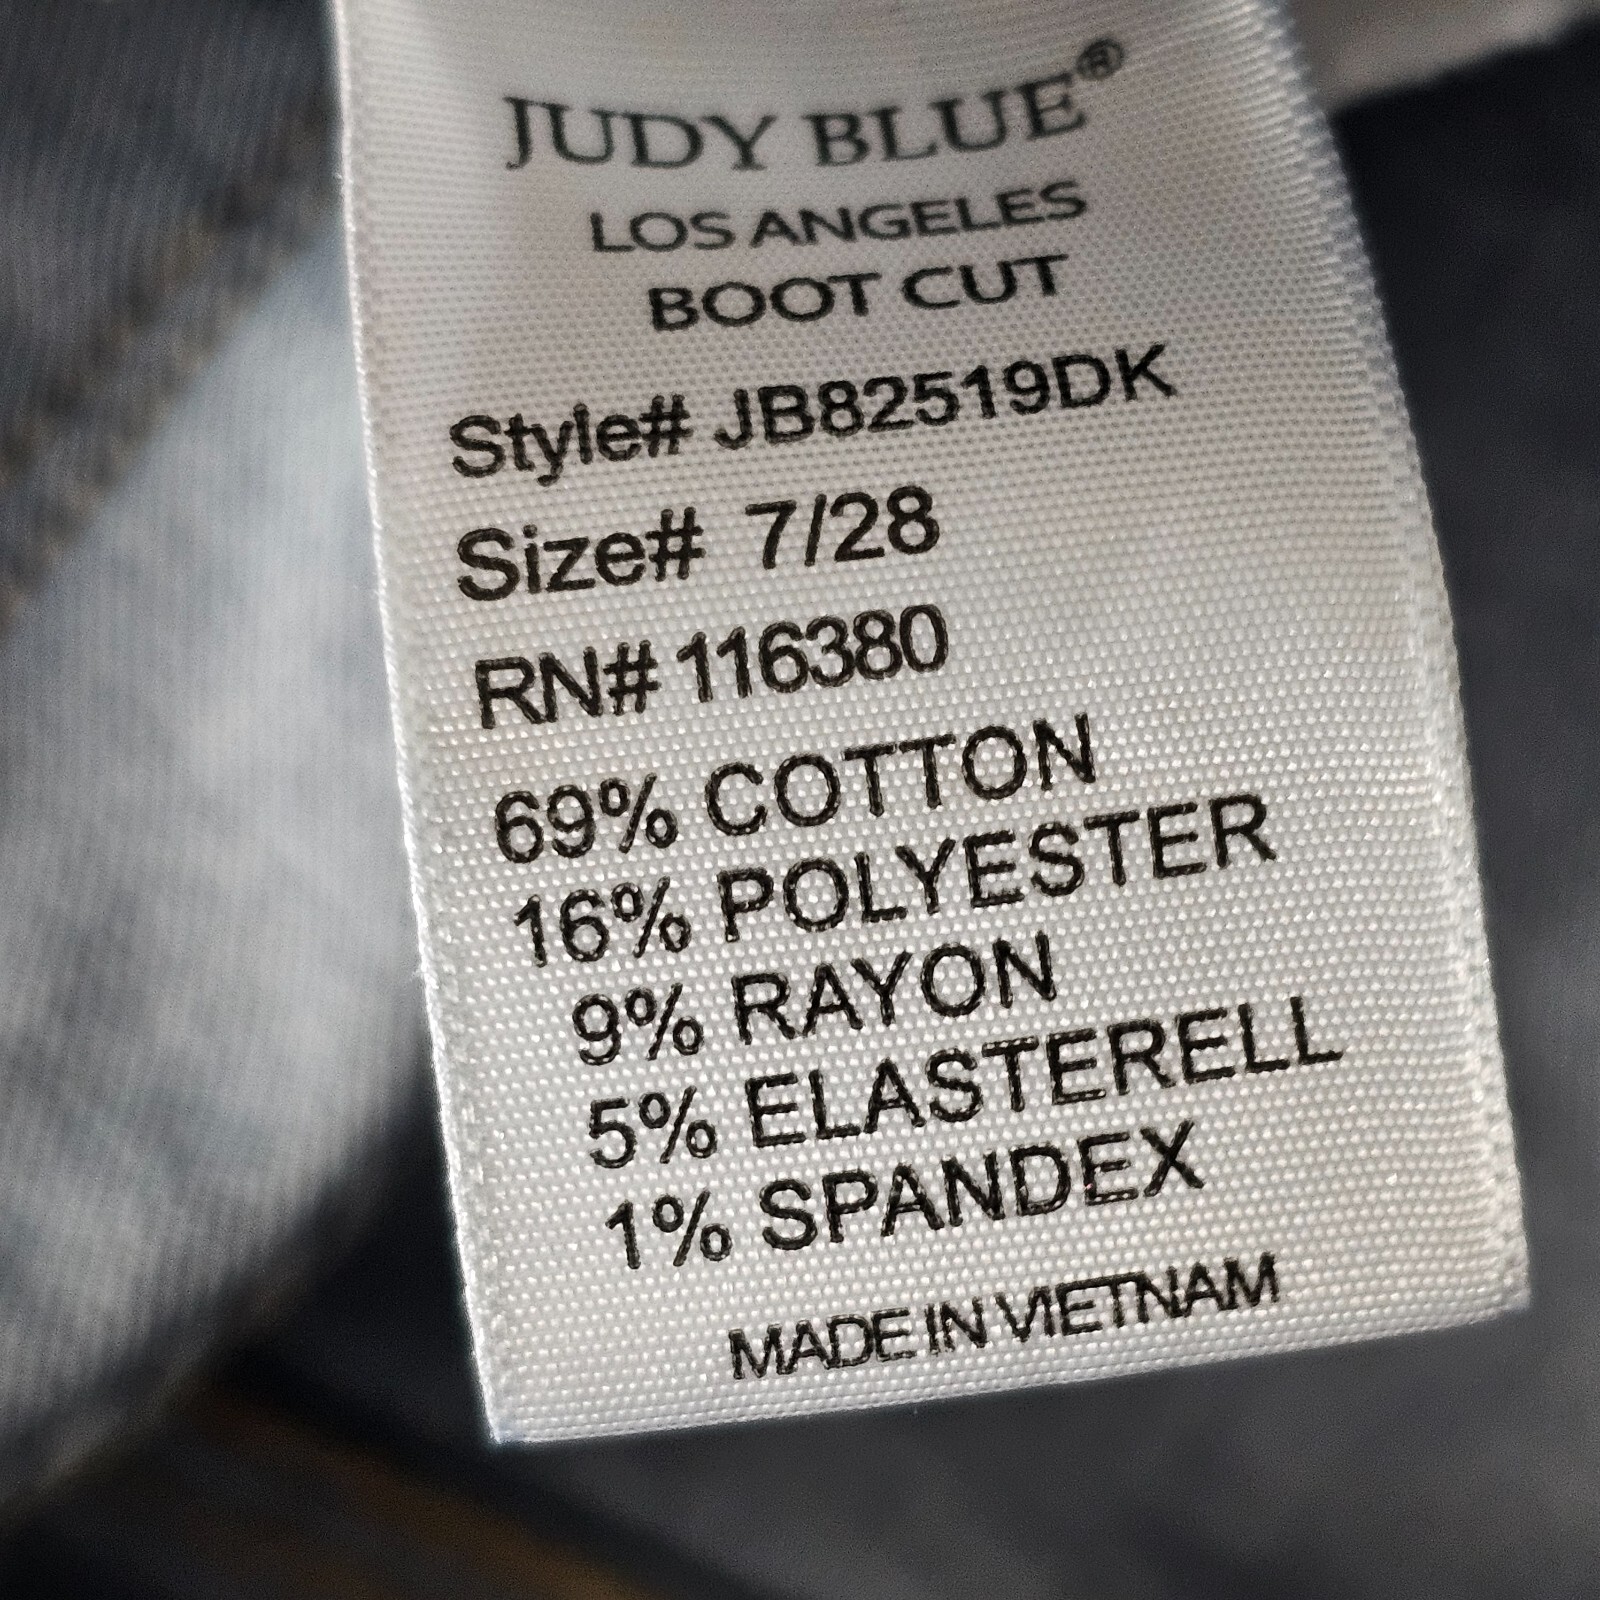 JUDY BLUE®
LOS ANGELES
BOOT CUT
Style# JB82519DK
Size# 7/28
RN# 116380
69% COTTON
16% POLYESTER
9% RAYON
5% ELASTERELL
1% SPANDEX
MADE IN VIETNAM